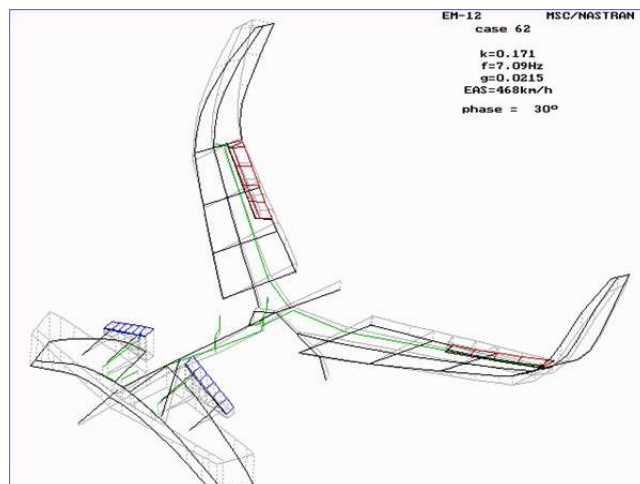 EM-12 MSC/NASTRAN
case 62
k=0.171
f=7.09Hz
g=0.0215
EAS=468km/h
phase = 30º